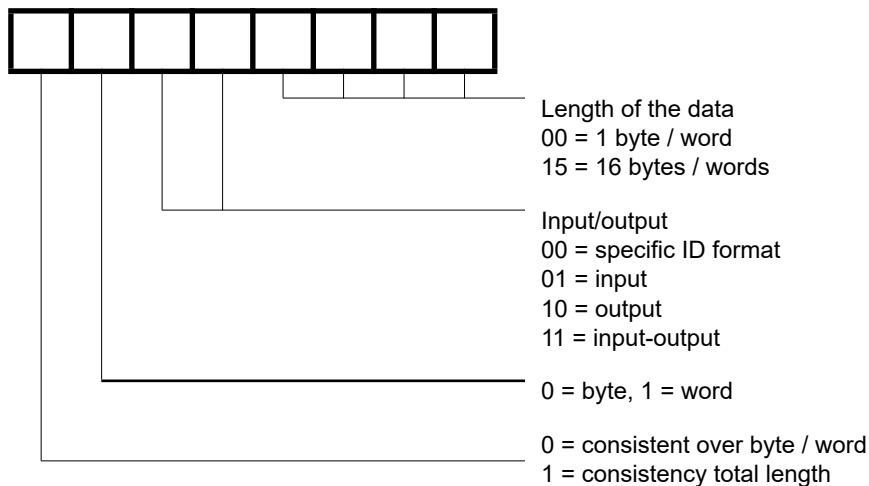 Length of the data
00 = 1 byte / word
15 = 16 bytes / words
Input/output
00 = specific ID format
01 = input
10 = output
11 = input-output
0 = byte, 1 = word
0 = consistent over byte / word
1 = consistency total length